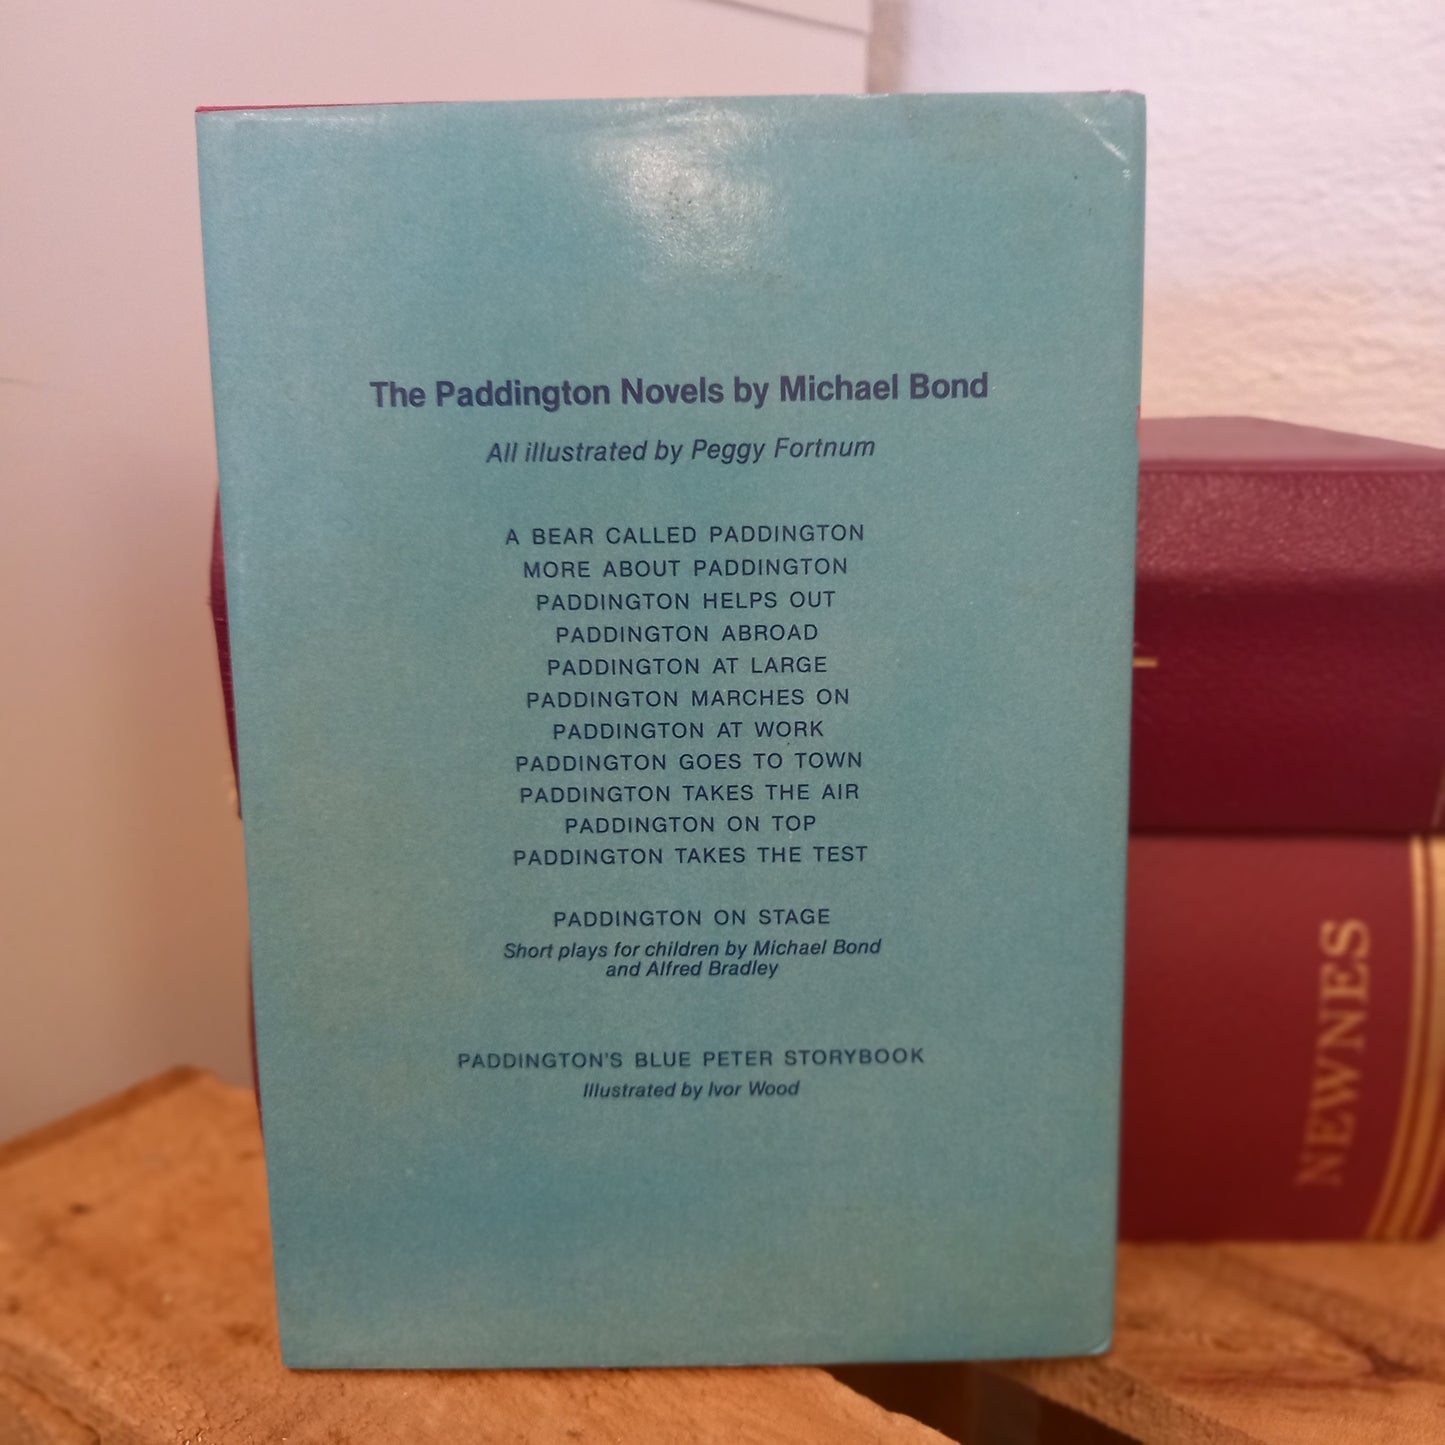 The Paddington Novels by Michael Bond
All illustrated by Peggy Fortnum
A BEAR CALLED PADDINGTON
MORE ABOUT PADDINGTON
PADDINGTON HELPS OUT
PADDINGTON ABROAD
PADDINGTON AT LARGE
PADDINGTON MARCHES ON
PADDINGTON AT WORK
PADDINGTON GOES TO TOWN
PADDINGTON TAKES THE AIR
PADDINGTON ON TOP
PADDINGTON TAKES THE TEST
PADDINGTON ON STAGE
Short plays for children by Michael Bond
and Alfred Bradley
PADDINGTON'S BLUE PETER STORYBOOK
Illustrated by Ivor Wood
NEWNES